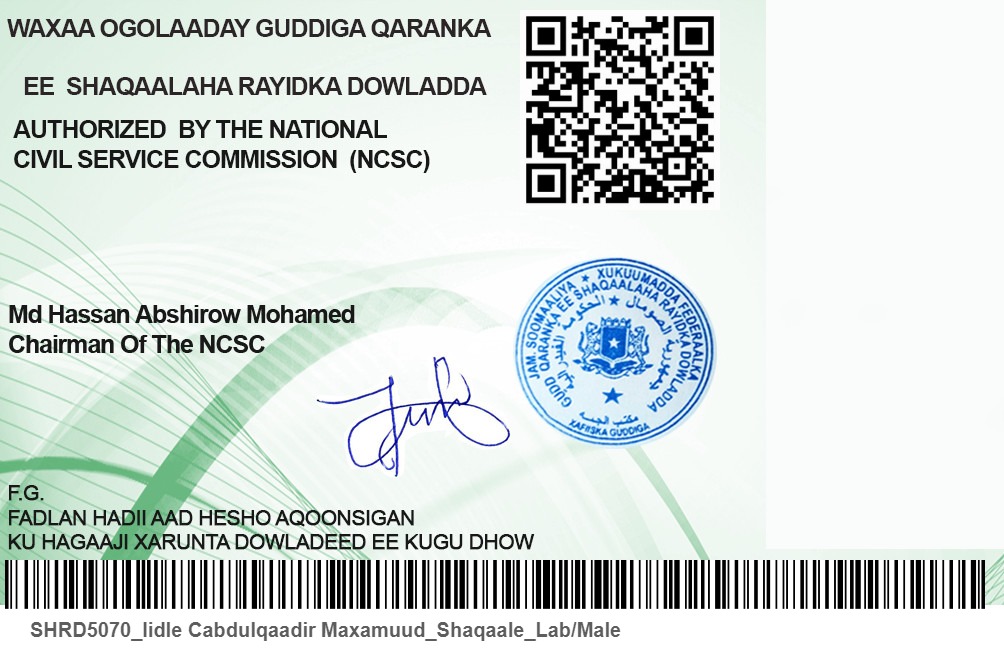 WAXAA OGOLAADAY GUDDIGA QARANKA
EE SHAQAALAHA RAYIDKA DOWLADDA
AUTHORIZED BY THE NATIONAL
CIVIL SERVICE COMMISSION (NCSC)
Md Hassan Abshirow Mohamed
Chairman Of The NCSC
JAM. SOOMAALIYA ★ XUKUUMADDA FEDERAALKA
GUDD QARANKA EE SHAQAALAHA RAYIDKA DOWLADDA
XAFIISKA GUDDIGA
F.G.
FADLAN HADII AAD HESHO AQOONSIGAN
KU HAGAAJI XARUNTA DOWLADEED EE KUGU DHOW
SHRD5070_Iidle Cabdulqaadir Maxamuud_Shaqaale_Lab/Male